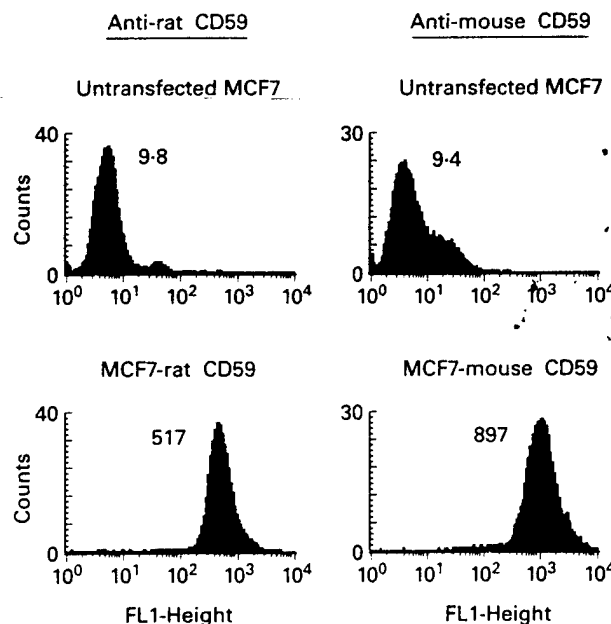 Anti-rat CD59 Anti-mouse CD59
Untransfected MCF7 Untransfected MCF7
40 30
9·8 9·4
Counts
0 0
10⁰ 10¹ 10² 10³ 10⁴ 10⁰ 10¹ 10² 10³ 10⁴
MCF7-rat CD59 MCF7-mouse CD59
40 30
517 897
Counts
0 0
10⁰ 10¹ 10² 10³ 10⁴ 10⁰ 10¹ 10² 10³ 10⁴
FL1-Height FL1-Height